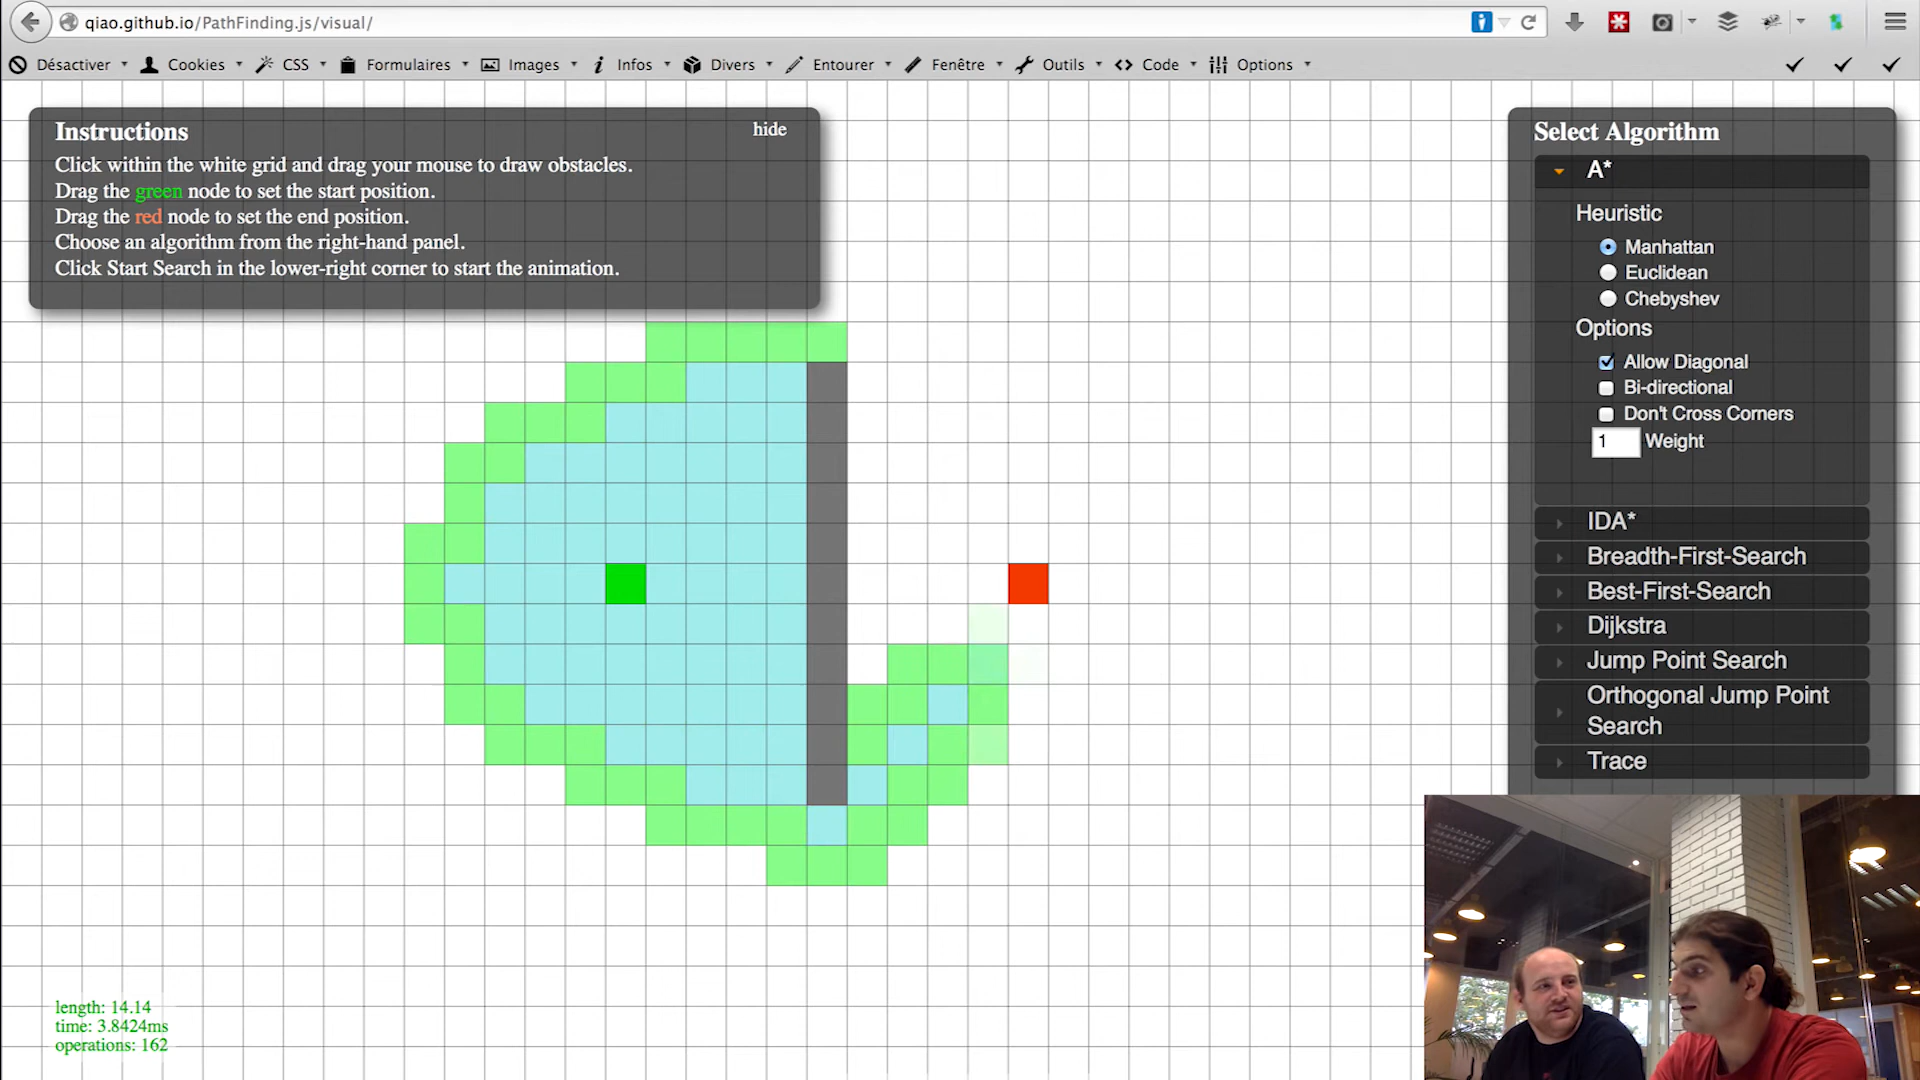 qiao.github.io/PathFinding.js/visual/
Désactiver Cookies CSS Formulaires Images Infos Divers Entourer Fenêtre Outils Code Options
Instructions
hide
Click within the white grid and drag your mouse to draw obstacles.
Drag the green node to set the start position.
Drag the red node to set the end position.
Choose an algorithm from the right-hand panel.
Click Start Search in the lower-right corner to start the animation.
Select Algorithm
A*
Heuristic
Manhattan
Euclidean
Chebyshev
Options
Allow Diagonal
Bi-directional
Don't Cross Corners
1 Weight
IDA*
Breadth-First-Search
Best-First-Search
Dijkstra
Jump Point Search
Orthogonal Jump Point
Search
Trace
length: 14.14
time: 3.8424ms
operations: 162